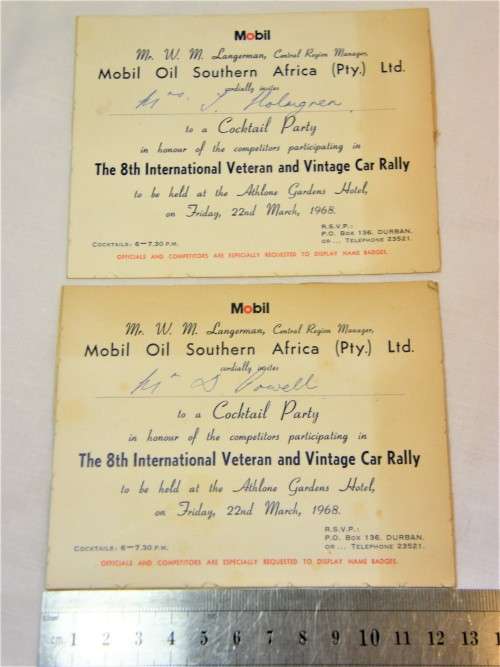 Mobil
Mr. W. M. Langerman, Central Region Manager,
Mobil Oil Southern Africa (Pty.) Ltd.
cordially invites
Mrs. J. Holmgren
to a Cocktail Party
in honour of the competitors participating in
The 8th International Veteran and Vintage Car Rally
to be held at the Athlone Gardens Hotel,
on Friday, 22nd March, 1968.
R.S.V.P.:
P.O. Box 136, DURBAN.
Cocktails: 6—7.30 P.M.
or ... Telephone 23521.
OFFICIALS AND COMPETITORS ARE ESPECIALLY REQUESTED TO DISPLAY NAME BADGES.
Mobil
Mr. W. M. Langerman, Central Region Manager,
Mobil Oil Southern Africa (Pty.) Ltd.
cordially invites
Mr D Powell
to a Cocktail Party
in honour of the competitors participating in
The 8th International Veteran and Vintage Car Rally
to be held at the Athlone Gardens Hotel,
on Friday, 22nd March, 1968.
R.S.V.P.:
P.O. Box 136, DURBAN.
Cocktails: 6—7.30 P.M.
or ... Telephone 23521.
OFFICIALS AND COMPETITORS ARE ESPECIALLY REQUESTED TO DISPLAY NAME BADGES.
cm. 1 2 3 4 5 6 7 8 9 10 11 12 13